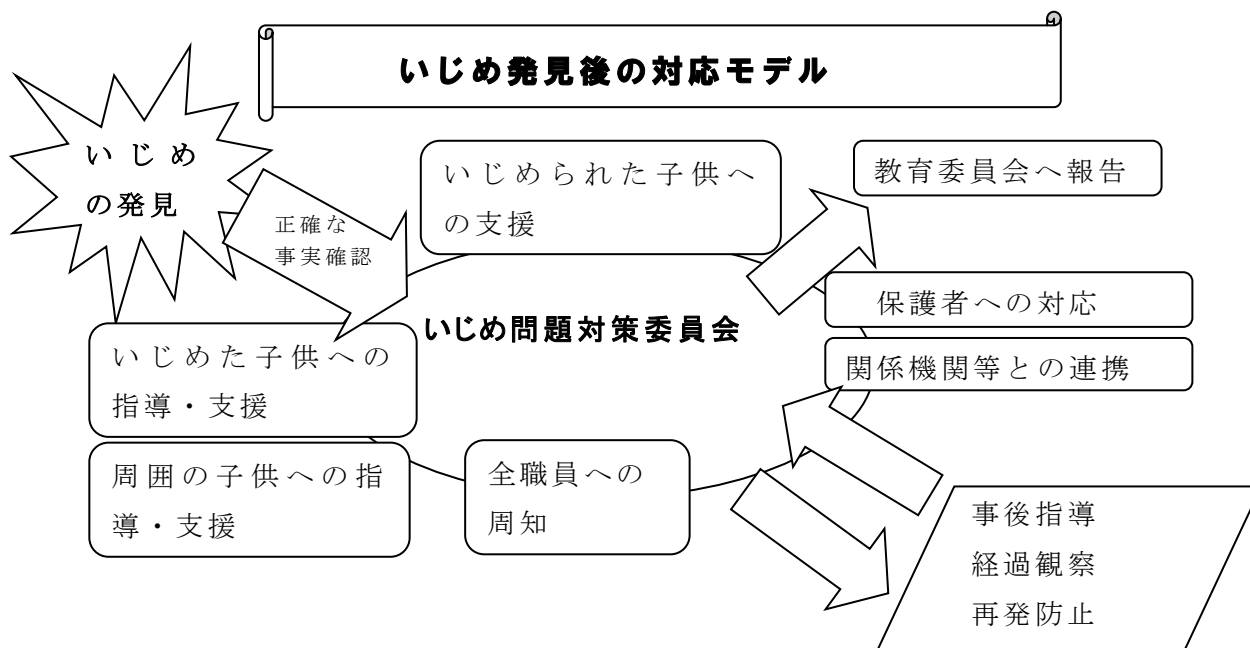 いじめ発見後の対応モデル
いじめ
の発見
正確な
事実確認
いじめられた子供へ
の支援
教育委員会へ報告
保護者への対応
関係機関等との連携
いじめ問題対策委員会
いじめた子供への
指導・支援
周囲の子供への指
導・支援
全職員への
周知
事後指導
経過観察
再発防止